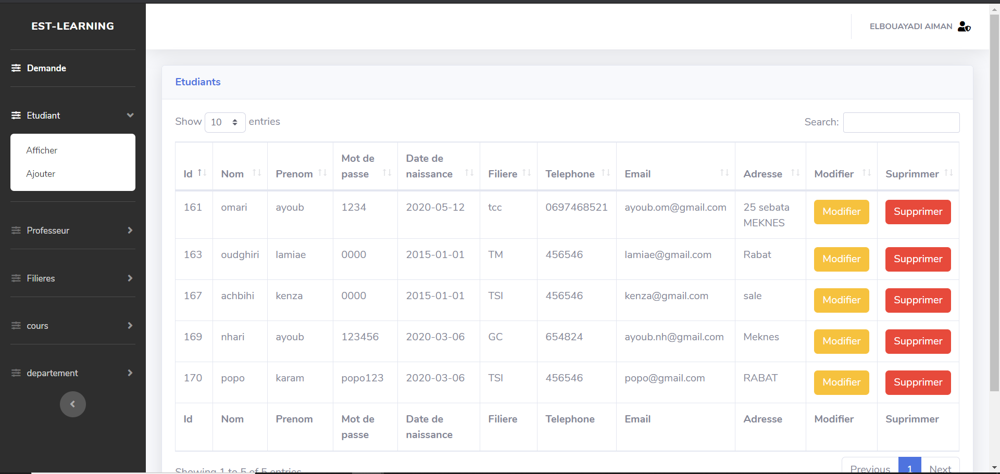 EST-LEARNING
ELBOUAYADI AIMAN
Demande
Etudiant
Afficher
Ajouter
Professeur
Filieres
cours
departement
Etudiants
Show 10 entries
Search:
Id Nom Prenom Mot de passe Date de naissance Filiere Telephone Email Adresse Modifier Suprimmer
161 omari ayoub 1234 2020-05-12 tcc 0697468521 ayoub.om@gmail.com 25 sebata MEKNES Modifier Supprimer
163 oudghiri lamiae 0000 2015-01-01 TM 456546 lamiae@gmail.com Rabat Modifier Supprimer
167 achbihi kenza 0000 2015-01-01 TSI 456546 kenza@gmail.com sale Modifier Supprimer
169 nhari ayoub 123456 2020-03-06 GC 654824 ayoub.nh@gmail.com Meknes Modifier Supprimer
170 popo karam popo123 2020-03-06 TSI 456546 popo@gmail.com RABAT Modifier Supprimer
Id Nom Prenom Mot de passe Date de naissance Filiere Telephone Email Adresse Modifier Suprimmer
Showing 1 to 5 of 5 entries
Previous 1 Next